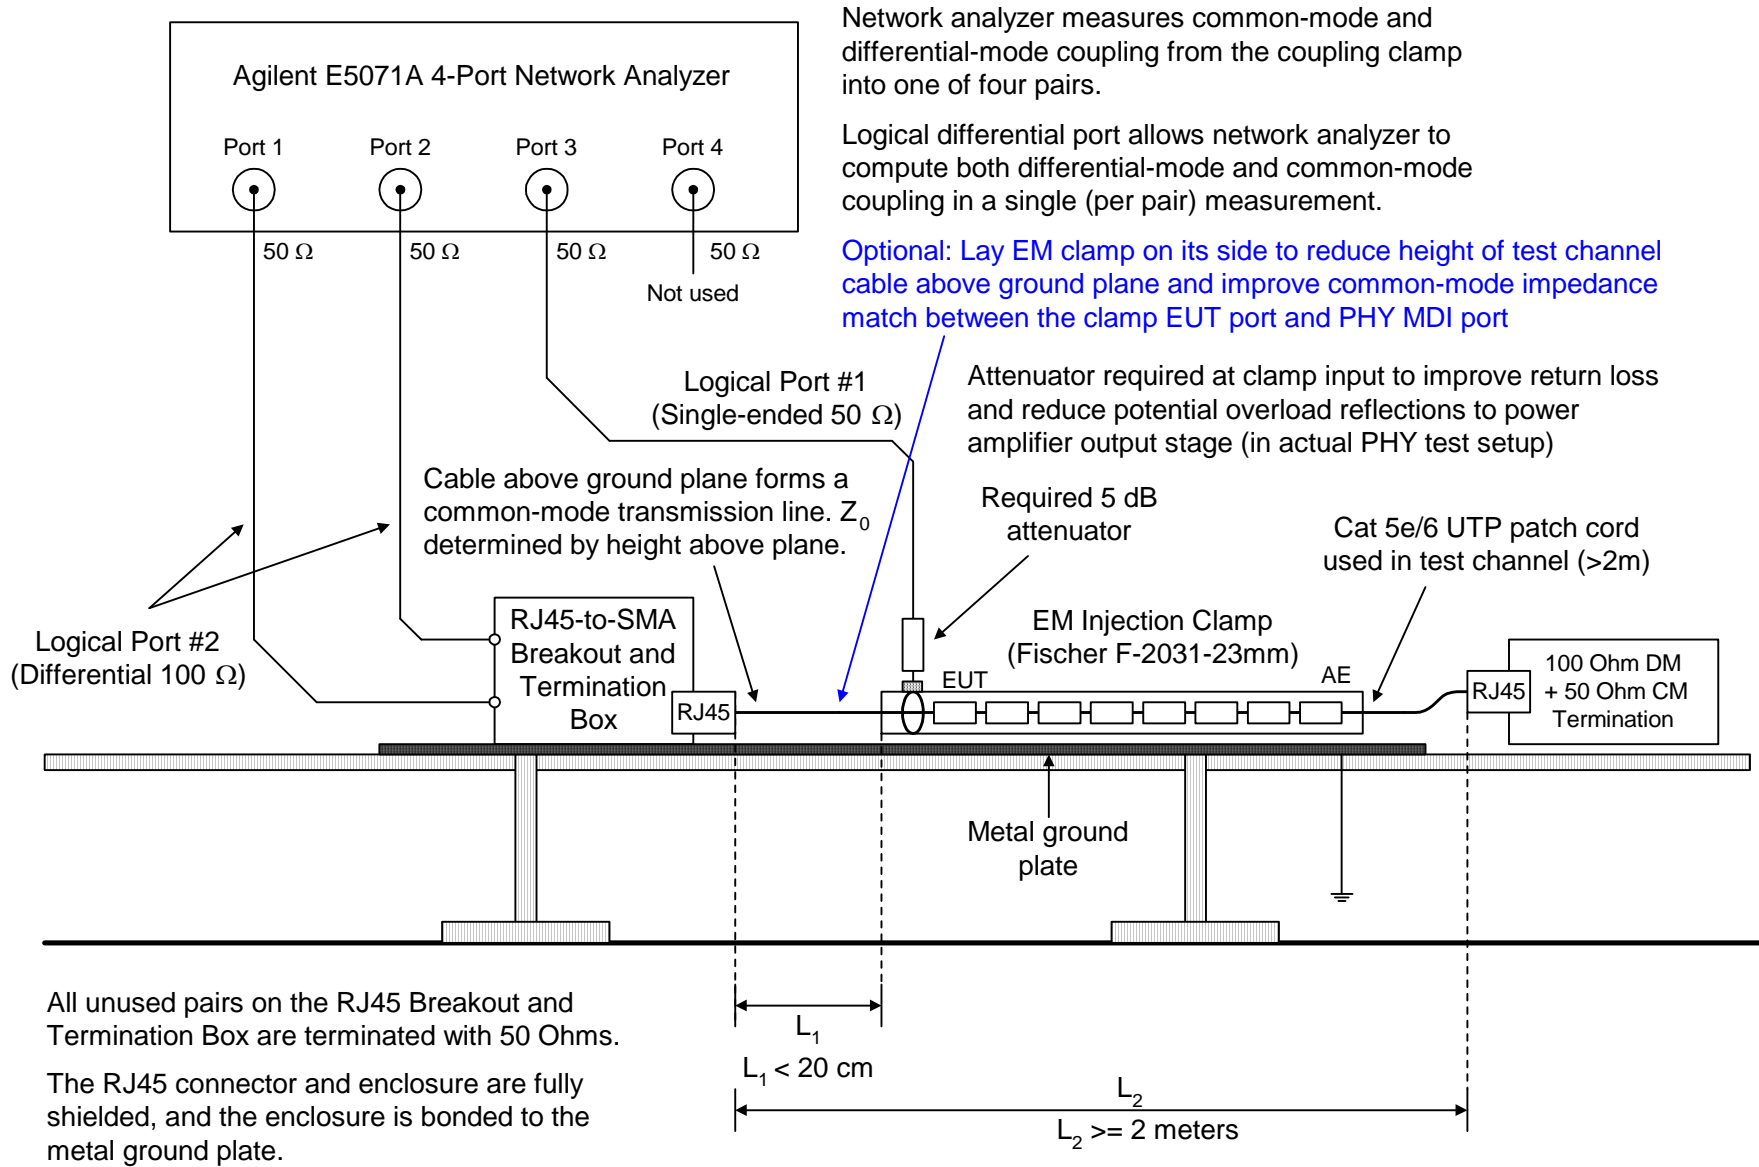 Network analyzer measures common-mode and
differential-mode coupling from the coupling clamp
into one of four pairs.
Logical differential port allows network analyzer to
compute both differential-mode and common-mode
coupling in a single (per pair) measurement.
Optional: Lay EM clamp on its side to reduce height of test channel
cable above ground plane and improve common-mode impedance
match between the clamp EUT port and PHY MDI port
Agilent E5071A 4-Port Network Analyzer
Port 1
Port 2
Port 3
Port 4
50 Ω
50 Ω
50 Ω
50 Ω
Not used
Logical Port #1
(Single-ended 50 Ω)
Attenuator required at clamp input to improve return loss
and reduce potential overload reflections to power
amplifier output stage (in actual PHY test setup)
Cable above ground plane forms a
common-mode transmission line. Z0
determined by height above plane.
Required 5 dB
attenuator
Cat 5e/6 UTP patch cord
used in test channel (>2m)
Logical Port #2
(Differential 100 Ω)
RJ45-to-SMA
Breakout and
Termination
Box
RJ45
EM Injection Clamp
(Fischer F-2031-23mm)
EUT
AE
RJ45
100 Ohm DM
+ 50 Ohm CM
Termination
Metal ground
plate
All unused pairs on the RJ45 Breakout and
Termination Box are terminated with 50 Ohms.
The RJ45 connector and enclosure are fully
shielded, and the enclosure is bonded to the
metal ground plate.
L1
L1 < 20 cm
L2
L2 >= 2 meters